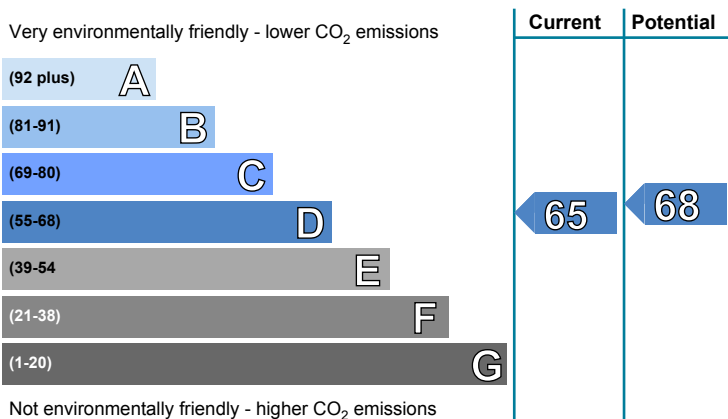 Current Potential
Very environmentally friendly - lower CO2 emissions
(92 plus) A
(81-91) B
(69-80) C
(55-68) D 65 68
(39-54 E
(21-38) F
(1-20) G
Not environmentally friendly - higher CO2 emissions